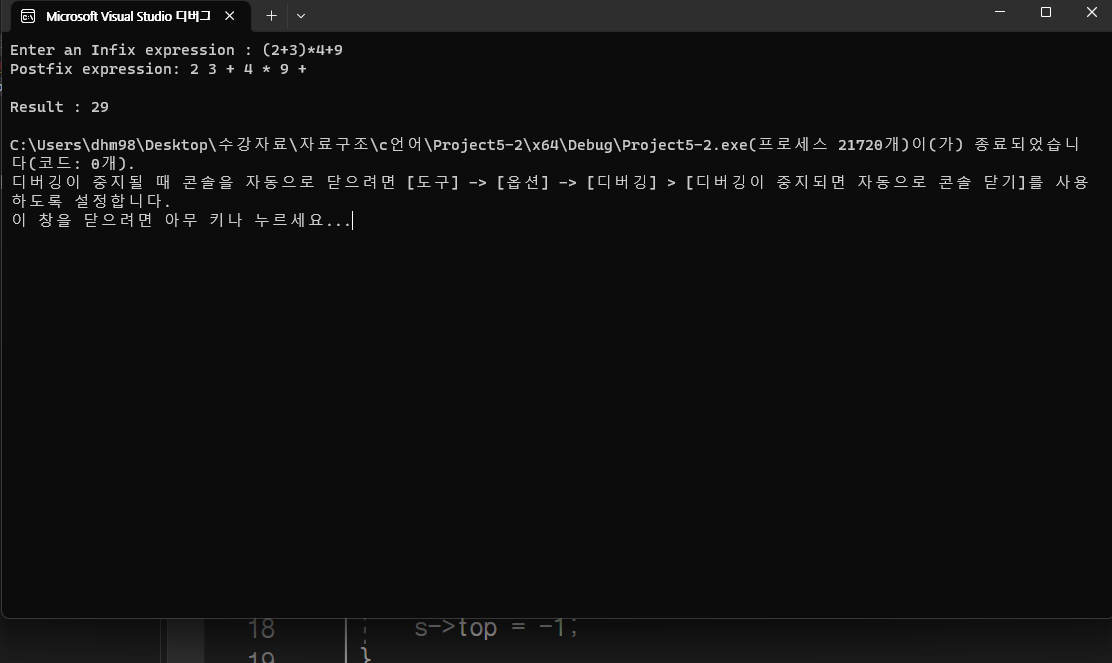 Microsoft Visual Studio 디버그
Enter an Infix expression : (2+3)*4+9
Postfix expression: 2 3 + 4 * 9 +
Result : 29
C:\Users\dhm98\Desktop\수강자료\자료구조\c언어\Project5-2\x64\Debug\Project5-2.exe(프로세스 21720개)이(가) 종료되었습니
다(코드: 0개).
디버깅이 중지될 때 콘솔을 자동으로 닫으려면 [도구] -> [옵션] -> [디버깅] > [디버깅이 중지되면 자동으로 콘솔 닫기]를 사용
하도록 설정합니다.
이 창을 닫으려면 아무 키나 누르세요...
18 s->top = -1;
19 }